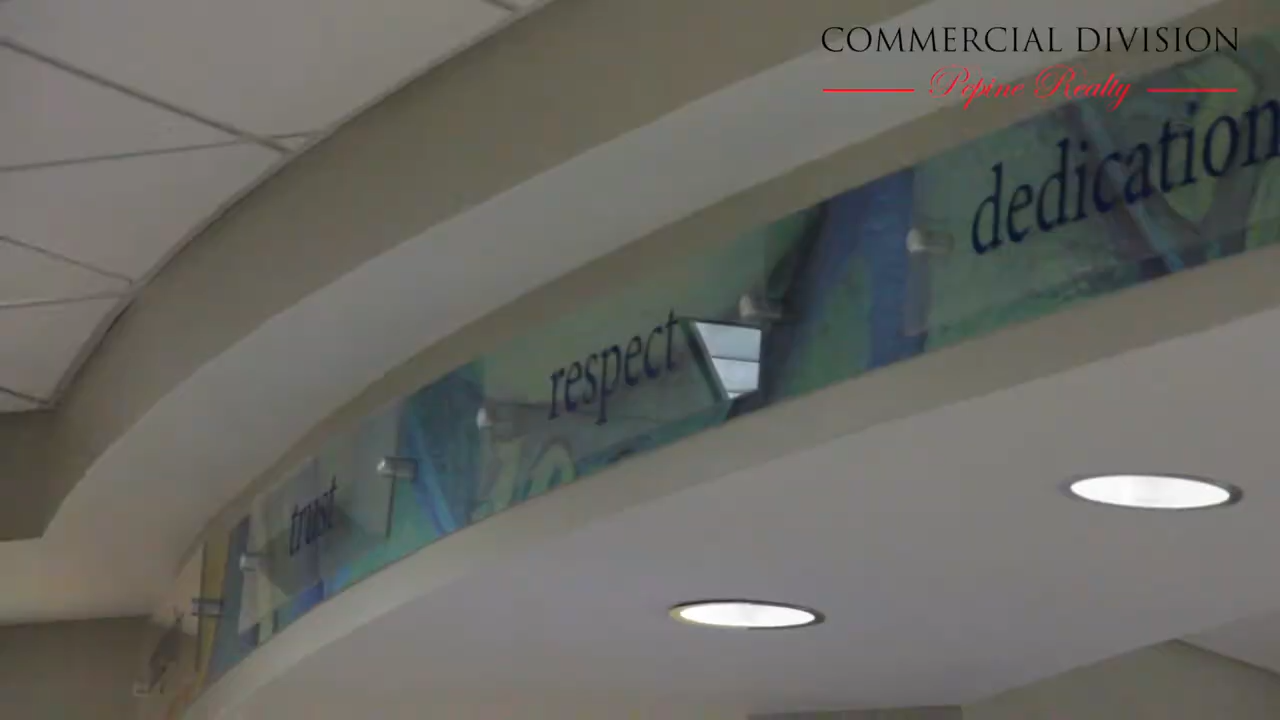 COMMERCIAL DIVISION
Pepine Realty
dedication
respect
trust